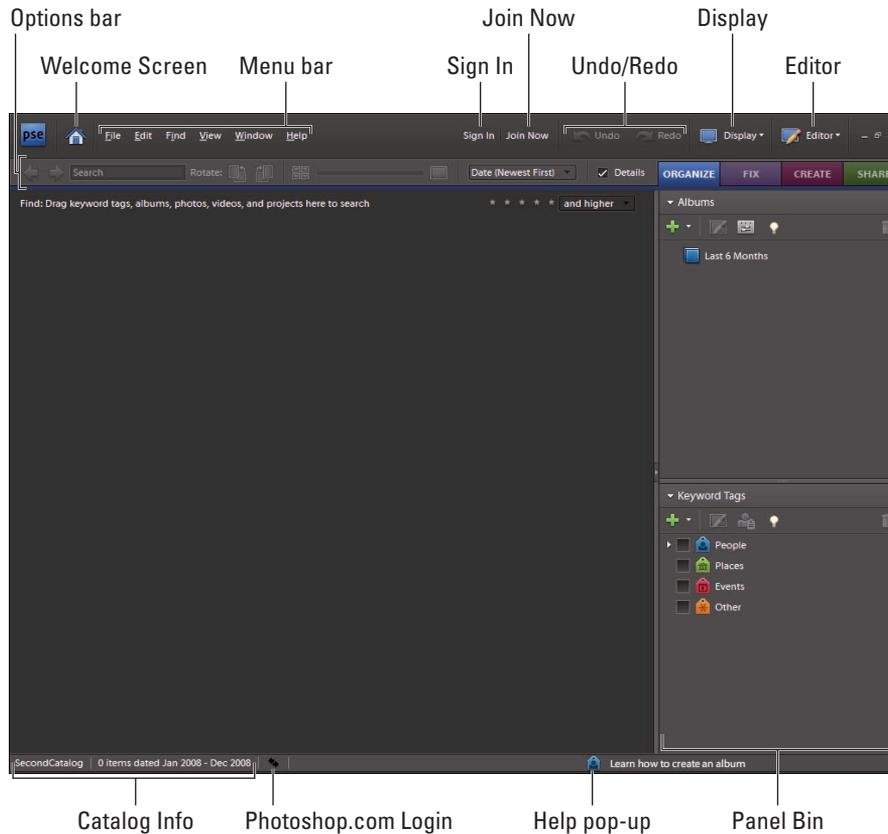 Options bar Join Now Display
Welcome Screen Menu bar Sign In Undo/Redo Editor
pse File Edit Find View Window Help Sign In Join Now Undo Redo Display Editor
Search Rotate: Date (Newest First) Details ORGANIZE FIX CREATE SHARE
Find: Drag keyword tags, albums, photos, videos, and projects here to search and higher Albums
Last 6 Months
Keyword Tags
People
Places
Events
Other
SecondCatalog 0 items dated Jan 2008 - Dec 2008 Learn how to create an album
Catalog Info Photoshop.com Login Help pop-up Panel Bin